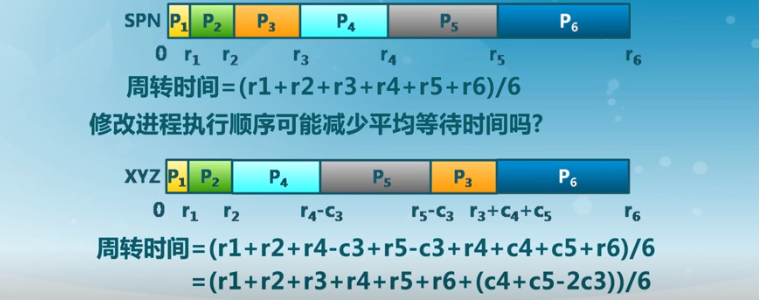 SPN P1 P2 P3 P4 P5 P6
0 r1 r2 r3 r4 r5 r6
周转时间=(r1+r2+r3+r4+r5+r6)/6
修改进程执行顺序可能减少平均等待时间吗?
XYZ P1 P2 P4 P5 P3 P6
0 r1 r2 r4-c3 r5-c3 r3+c4+c5 r6
周转时间=(r1+r2+r4-c3+r5-c3+r4+c4+c5+r6)/6
=(r1+r2+r3+r4+r5+r6+(c4+c5-2c3))/6